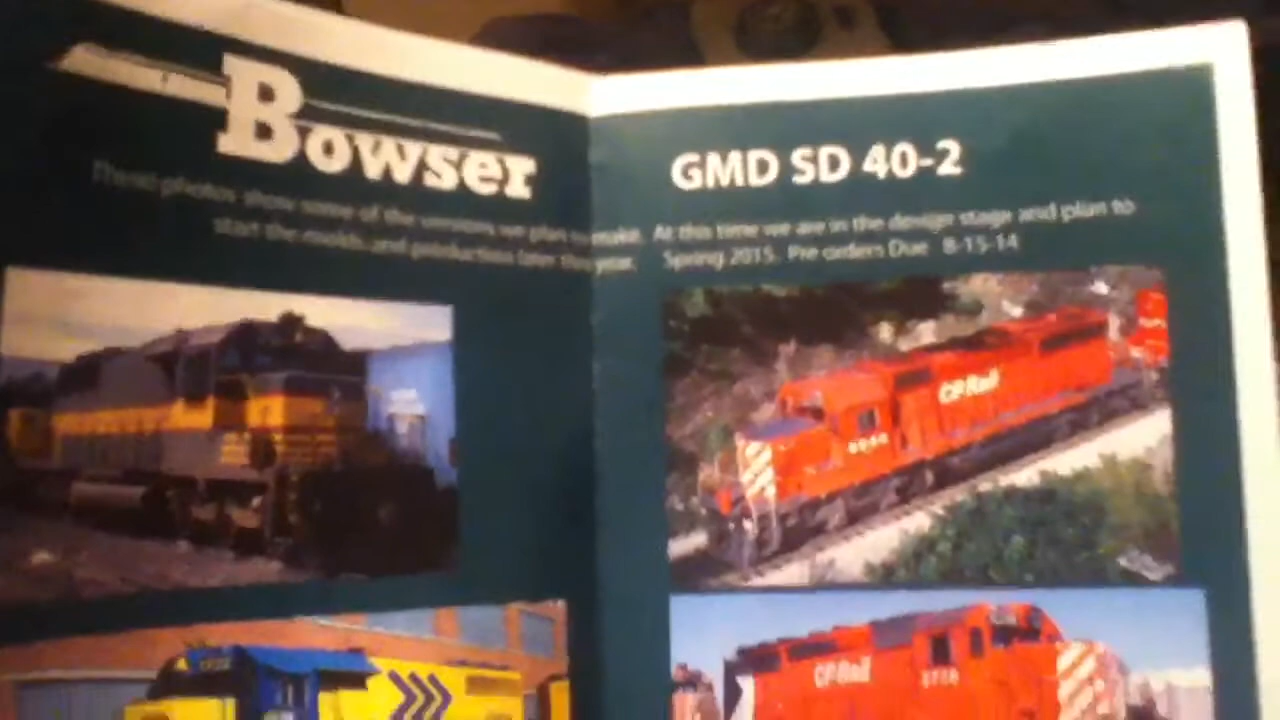 Bowser
GMD SD 40-2
These photos show some of the versions we plan to make. At this time we are in the design stage and plan to
start the molds and production later this year. Spring 2015. Pre orders Due 8-15-14
CP Rail
CP Rail